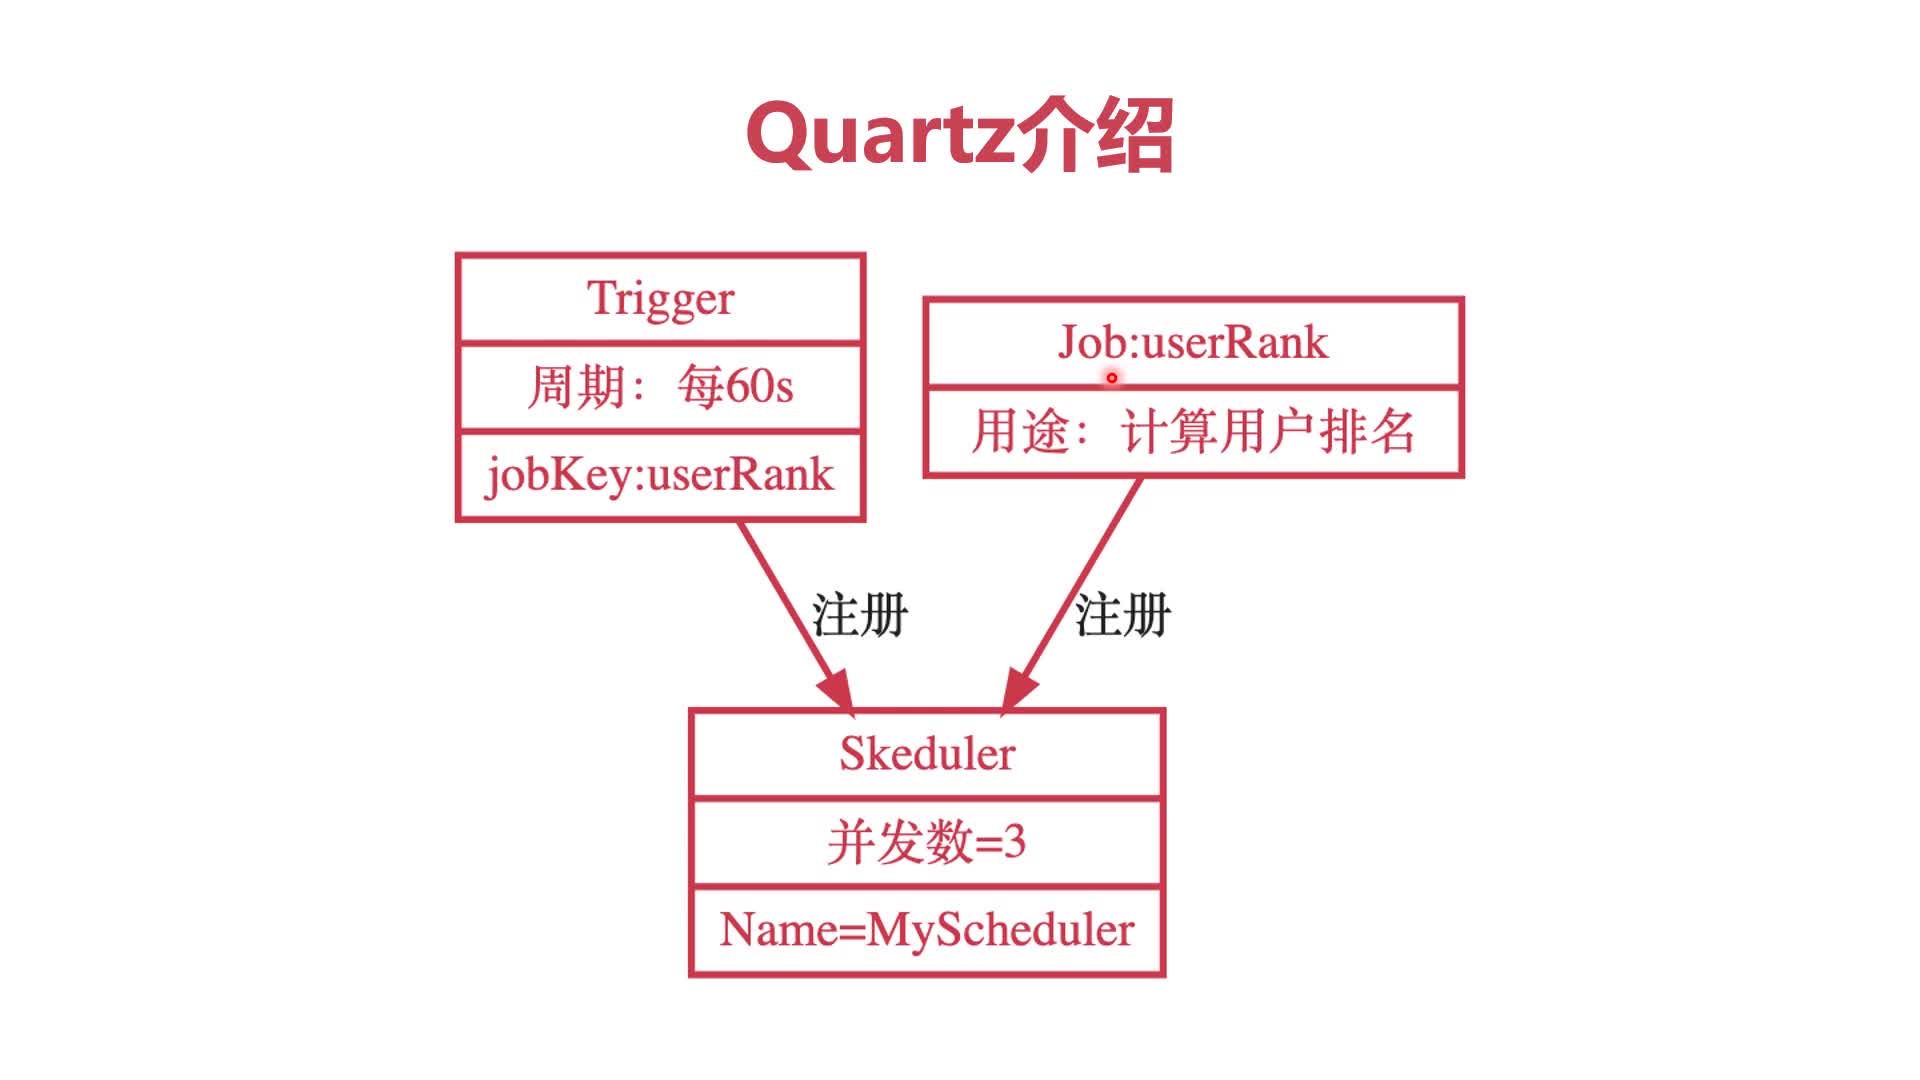 Quartz介绍
Trigger
周期：每60s
jobKey:userRank
Job:userRank
用途：计算用户排名
注册
注册
Skeduler
并发数=3
Name=MyScheduler